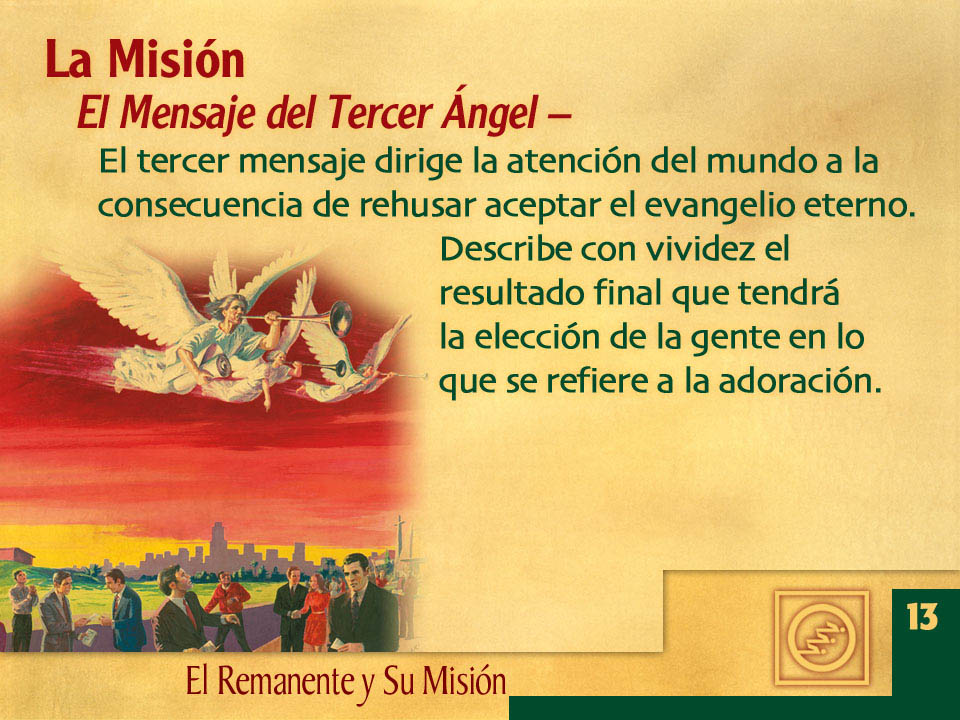 La Misión
El Mensaje del Tercer Ángel –
El tercer mensaje dirige la atención del mundo a la
consecuencia de rehusar aceptar el evangelio eterno.
Describe con vividez el
resultado final que tendrá
la elección de la gente en lo
que se refiere a la adoración.
13
El Remanente y Su Misión